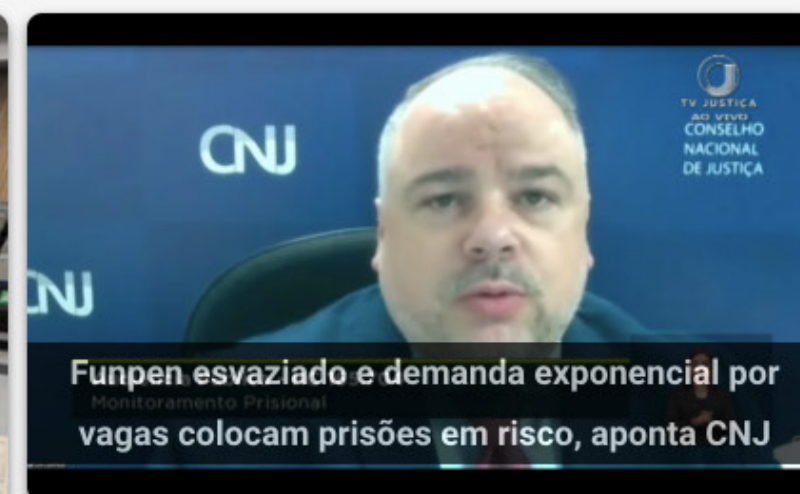 CNJ
TV JUSTIÇA
AO VIVO
CONSELHO
NACIONAL
DE JUSTIÇA
CNJ
Funpen esvaziado e demanda exponencial por
Monitoramento Prisional
vagas colocam prisões em risco, aponta CNJ